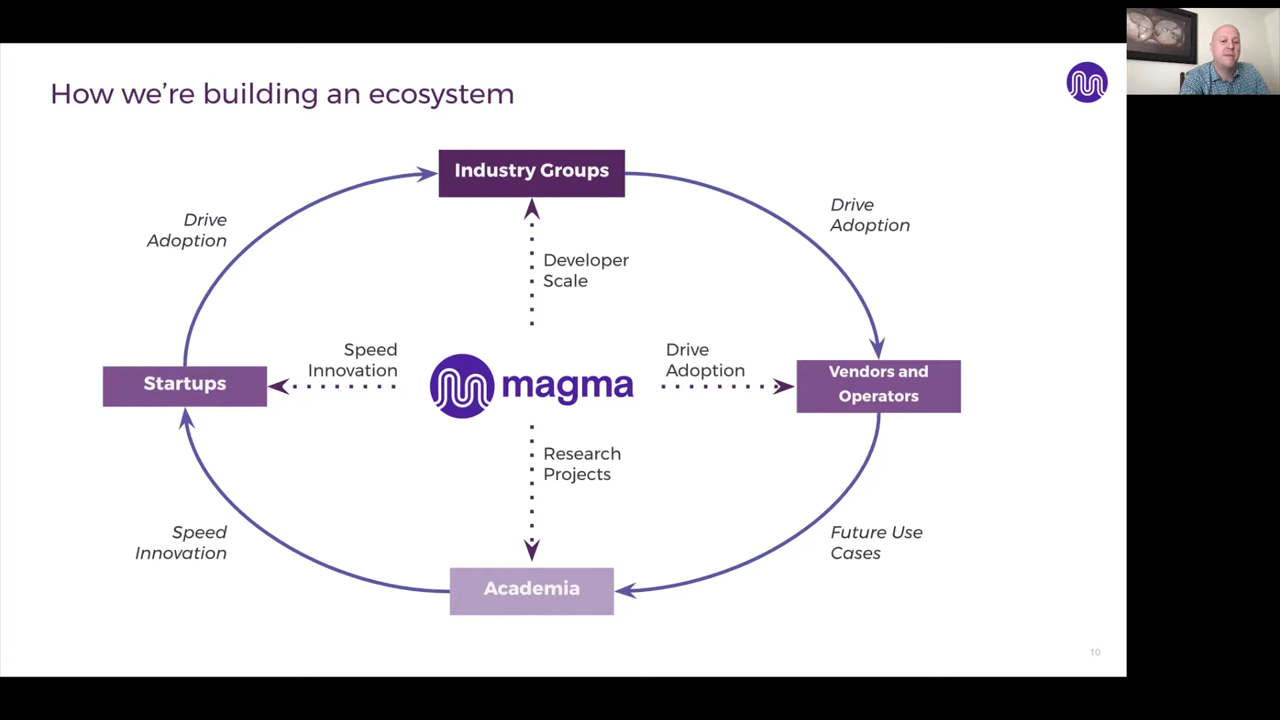 How we're building an ecosystem
Industry Groups
Drive
Adoption
Drive
Adoption
Developer
Scale
Speed
Innovation
Drive
Adoption
Startups
magma
Vendors and
Operators
Research
Projects
Speed
Innovation
Future Use
Cases
Academia
10